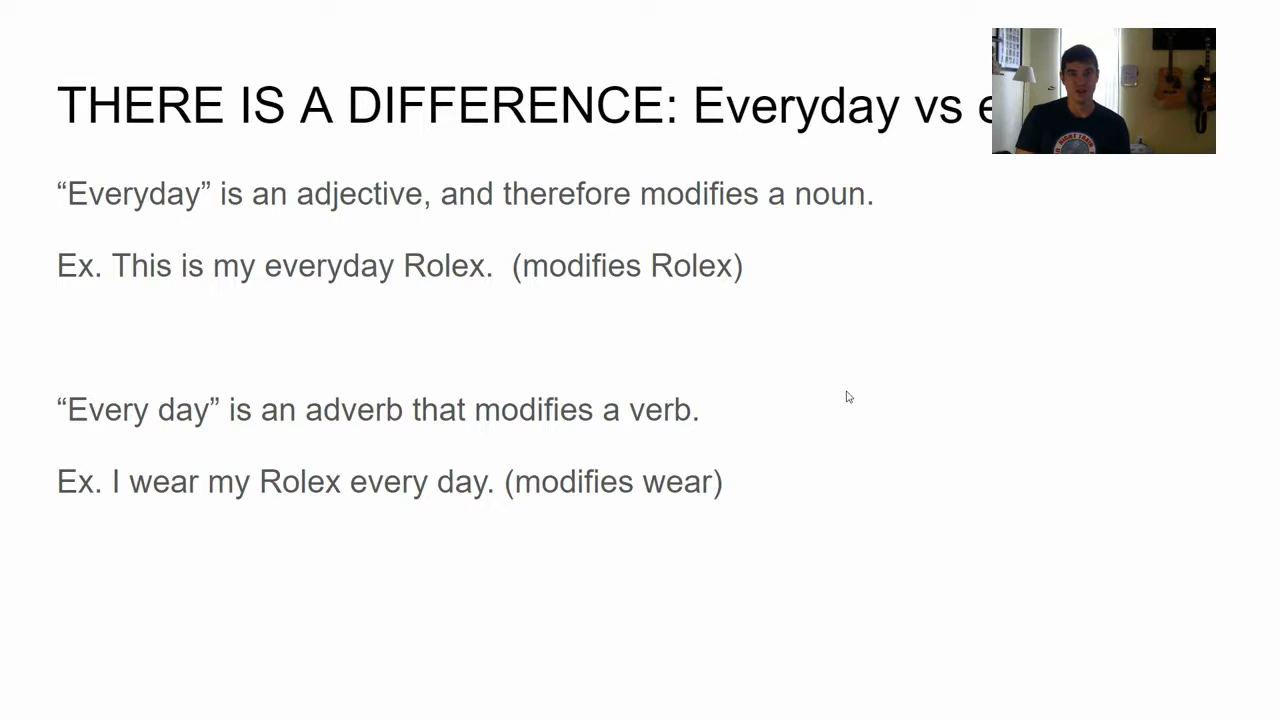 THERE IS A DIFFERENCE: Everyday vs
“Everyday” is an adjective, and therefore modifies a noun.
Ex. This is my everyday Rolex.  (modifies Rolex)
“Every day” is an adverb that modifies a verb.
Ex. I wear my Rolex every day. (modifies wear)